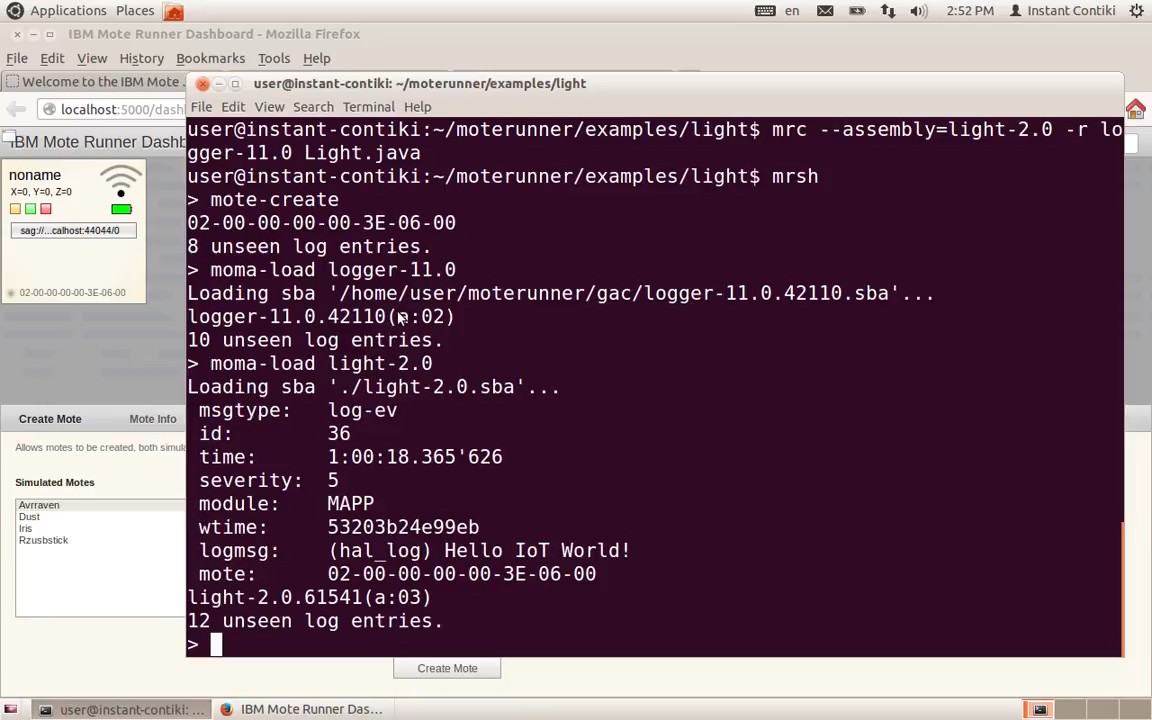 Applications Places en 2:52 PM Instant Contiki
IBM Mote Runner Dashboard - Mozilla Firefox
File Edit View History Bookmarks Tools Help
Welcome to the IBM Mote
localhost:5000/dash
IBM Mote Runner Dashb
noname
X=0, Y=0, Z=0
sag://...calhost:44044/0
02-00-00-00-00-3E-06-00
Create Mote Mote Info
Allows motes to be created, both simula
Simulated Motes
Avrraven
Dust
Iris
Rzusbstick
Create Mote
user@instant-contiki: ~/moterunner/examples/light
File Edit View Search Terminal Help
user@instant-contiki:~/moterunner/examples/light$ mrc --assembly=light-2.0 -r lo
gger-11.0 Light.java
user@instant-contiki:~/moterunner/examples/light$ mrsh
> mote-create
02-00-00-00-00-3E-06-00
8 unseen log entries.
> moma-load logger-11.0
Loading sba '/home/user/moterunner/gac/logger-11.0.42110.sba'...
logger-11.0.42110(a:02)
10 unseen log entries.
> moma-load light-2.0
Loading sba './light-2.0.sba'...
msgtype: log-ev
id: 36
time: 1:00:18.365'626
severity: 5
module: MAPP
wtime: 53203b24e99eb
logmsg: (hal_log) Hello IoT World!
mote: 02-00-00-00-00-3E-06-00
light-2.0.61541(a:03)
12 unseen log entries.
>
user@instant-contiki: ...
IBM Mote Runner Das...